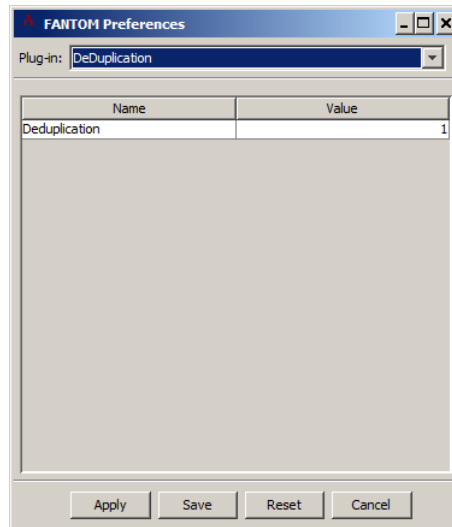 FANTOM Preferences
Plug-in: DeDuplication
Name Value
Deduplication 1
Apply Save Reset Cancel